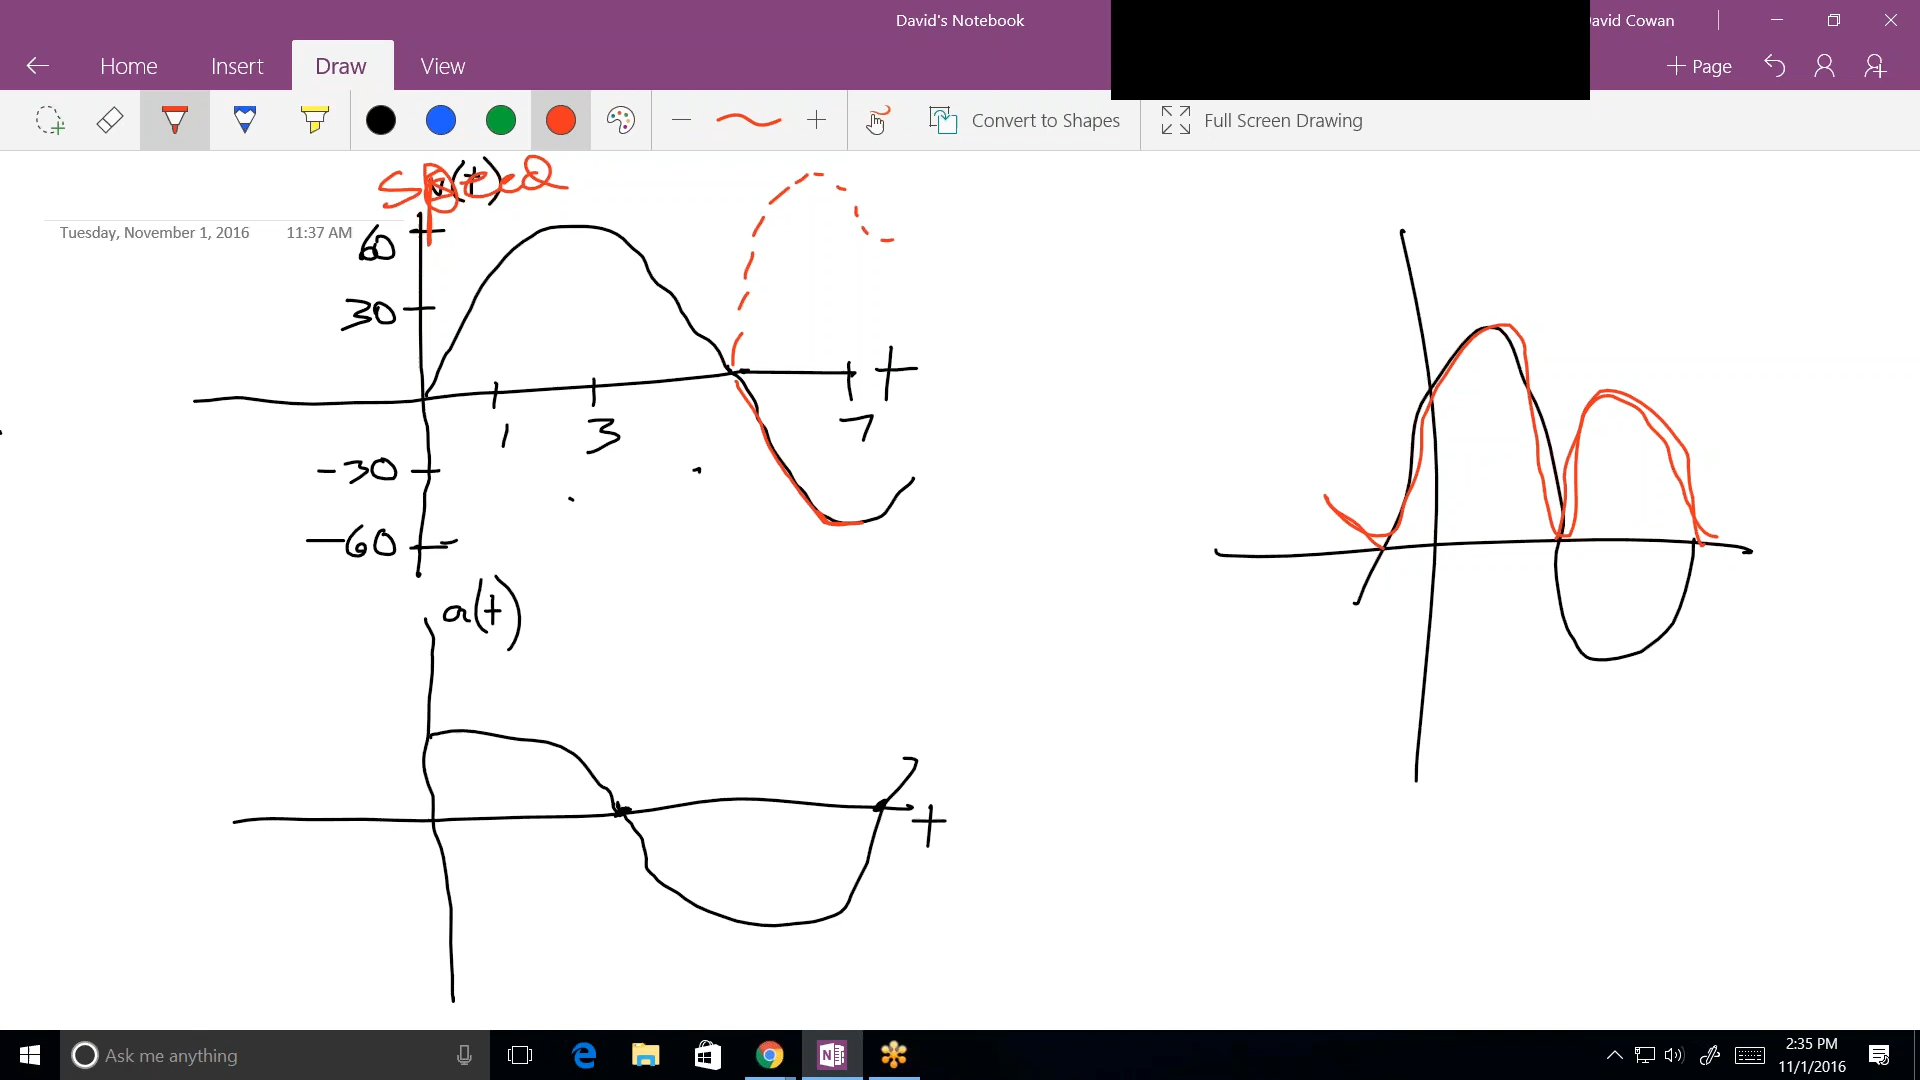 David's Notebook
avid Cowan
Home Insert Draw View
Page
Convert to Shapes
Full Screen Drawing
speed
(t)
Tuesday, November 1, 2016 11:37 AM
60
30
t
1
3
7
-30
-60
a(t)
t
Ask me anything
2:35 PM
11/1/2016